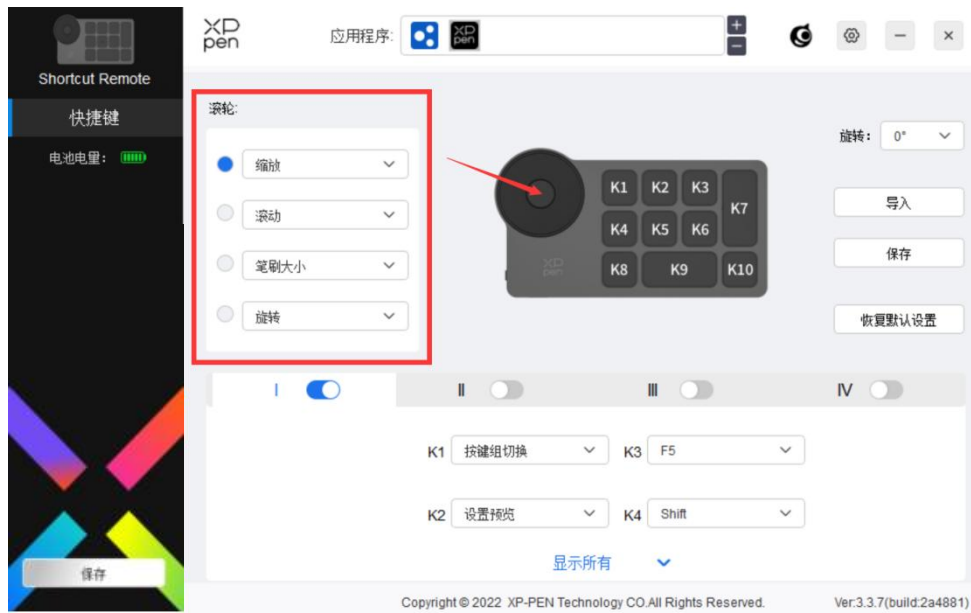 XP
pen
应用程序:
XP
pen
Shortcut Remote
快捷键
电池电量:
滚轮:
缩放
滚动
笔刷大小
旋转
K1 K2 K3
K7
K4 K5 K6
K8 K9 K10
XP
pen
旋转: 0°
导入
保存
恢复默认设置
I II III IV
K1 按键组切换 K3 F5
K2 设置预览 K4 Shift
显示所有
保存
Copyright © 2022 XP-PEN Technology CO.All Rights Reserved. Ver:3.3.7(build:2a4881)